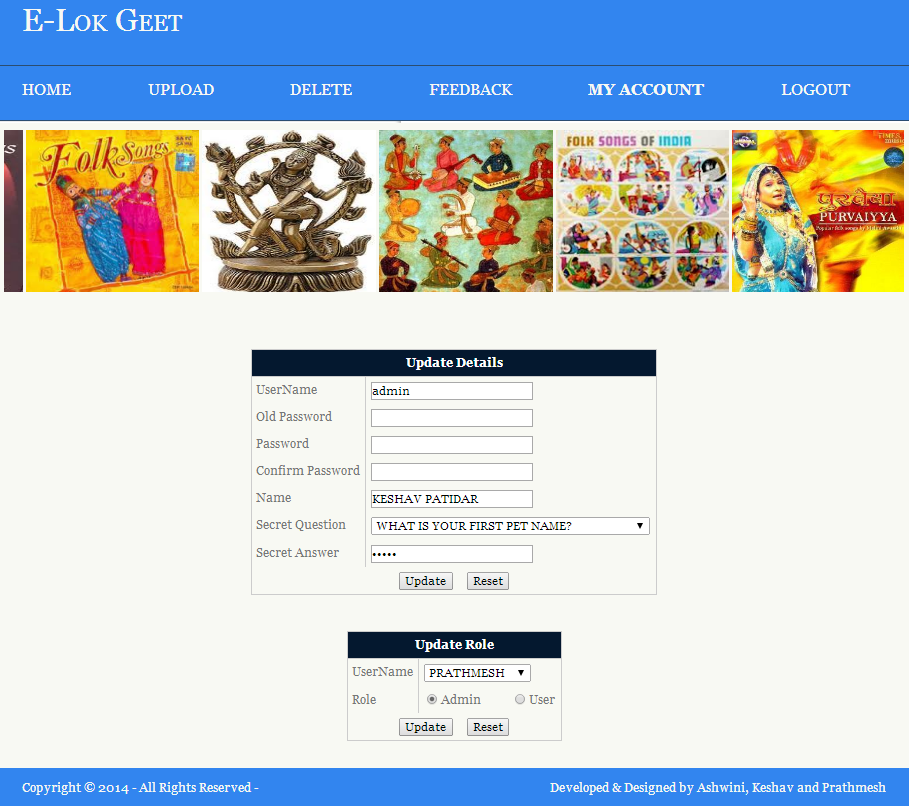 E-Lok Geet
HOME UPLOAD DELETE FEEDBACK MY ACCOUNT LOGOUT
Folk Songs
FOLK SONGS OF INDIA
TIMES
पुरवैया
PURVAIYYA
Update Details
UserName admin
Old Password
Password
Confirm Password
Name KESHAV PATIDAR
Secret Question WHAT IS YOUR FIRST PET NAME?
Secret Answer •••••
Update Reset
Update Role
UserName PRATHMESH
Role Admin User
Update Reset
Copyright © 2014 - All Rights Reserved - Developed & Designed by Ashwini, Keshav and Prathmesh